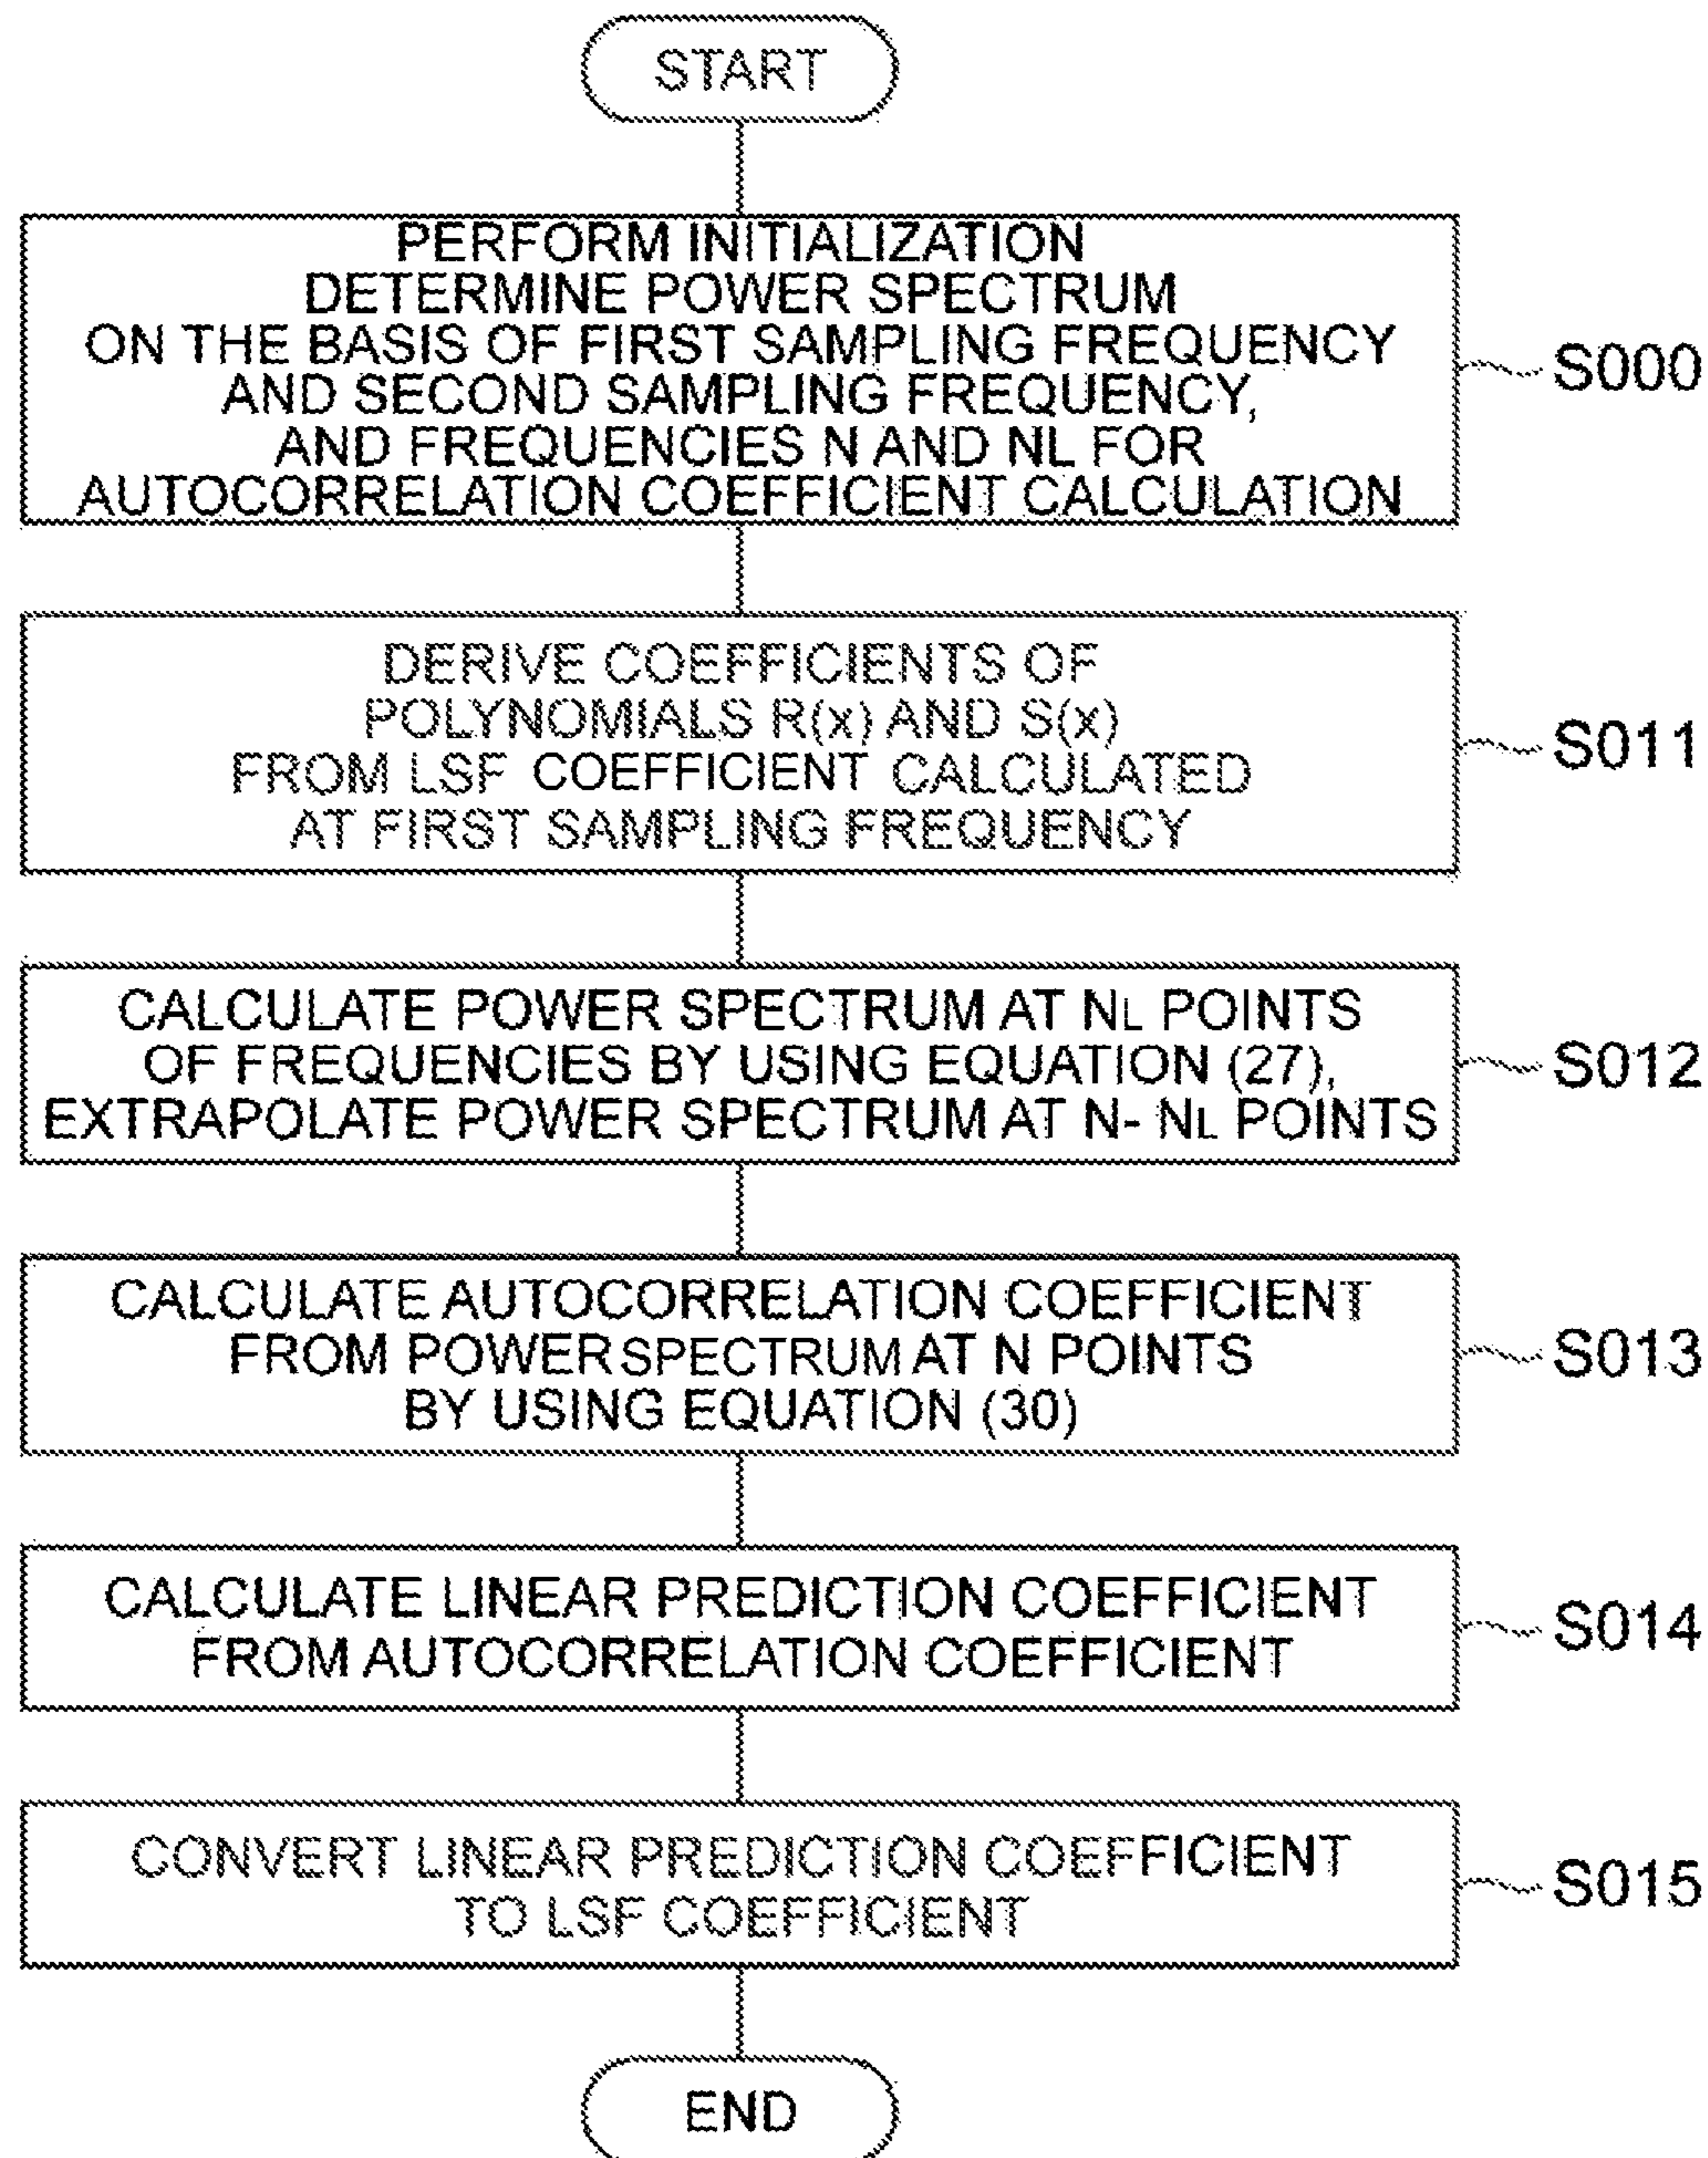 START
PERFORM INITIALIZATION
DETERMINE POWER SPECTRUM
ON THE BASIS OF FIRST SAMPLING FREQUENCY
AND SECOND SAMPLING FREQUENCY,
AND FREQUENCIES N AND NL FOR
AUTOCORRELATION COEFFICIENT CALCULATION
S000
DERIVE COEFFICIENTS OF
POLYNOMIALS R(x) AND S(x)
FROM LSF COEFFICIENT CALCULATED
AT FIRST SAMPLING FREQUENCY
S011
CALCULATE POWER SPECTRUM AT NL POINTS
OF FREQUENCIES BY USING EQUATION (27),
EXTRAPOLATE POWER SPECTRUM AT N- NL POINTS
S012
CALCULATE AUTOCORRELATION COEFFICIENT
FROM POWER SPECTRUM AT N POINTS
BY USING EQUATION (30)
S013
CALCULATE LINEAR PREDICTION COEFFICIENT
FROM AUTOCORRELATION COEFFICIENT
S014
CONVERT LINEAR PREDICTION COEFFICIENT
TO LSF COEFFICIENT
S015
END